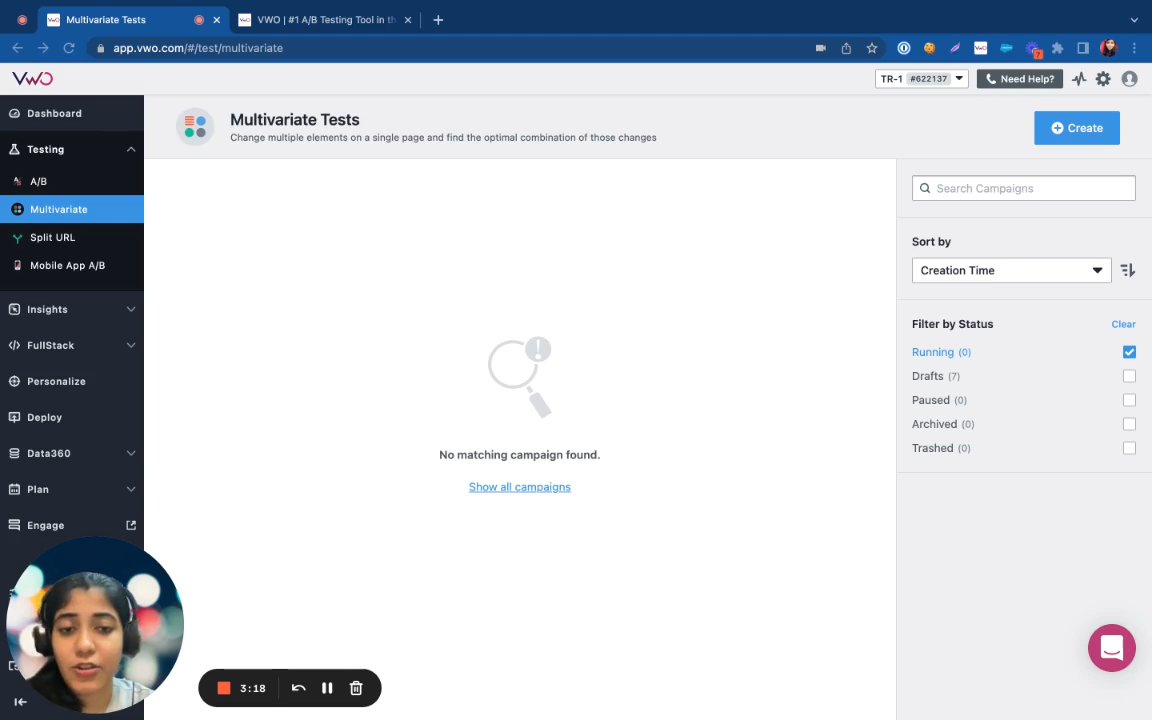 Multivariate Tests
VWO | #1 A/B Testing Tool in th
app.vwo.com/#/test/multivariate
7
VWO
TR-1 #622137
Need Help?
Dashboard
Testing
A/B
Multivariate
Split URL
Mobile App A/B
Insights
FullStack
Personalize
Deploy
Data360
Plan
Engage
Multivariate Tests
Change multiple elements on a single page and find the optimal combination of those changes
Create
No matching campaign found.
Show all campaigns
Search Campaigns
Sort by
Creation Time
Filter by Status
Clear
Running (0)
Drafts (7)
Paused (0)
Archived (0)
Trashed (0)
3:18